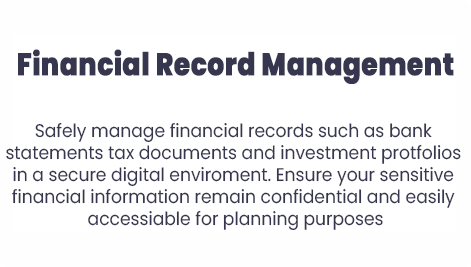 Financial Record Management
Safely manage financial records such as bank
statements tax documents and investment protfolios
in a secure digital enviroment. Ensure your sensitive
financial information remain confidential and easily
accessiable for planning purposes